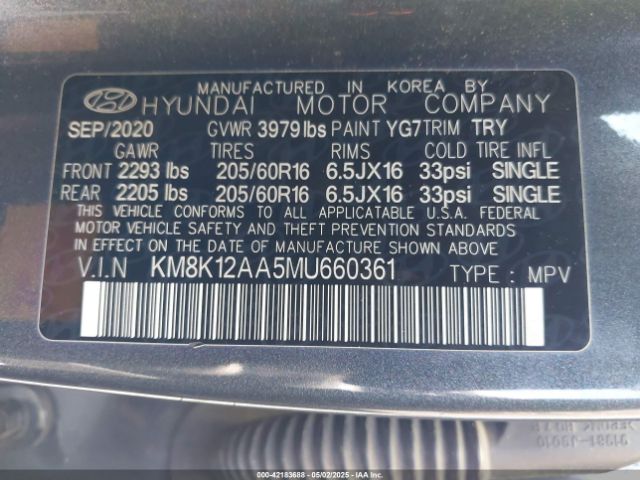 MANUFACTURED IN KOREA BY
HYUNDAI MOTOR COMPANY
SEP/2020 GVWR 3979 lbs PAINT YG7 TRIM TRY
GAWR TIRES RIMS COLD TIRE INFL
FRONT 2293 lbs 205/60R16 6.5JX16 33psi SINGLE
REAR 2205 lbs 205/60R16 6.5JX16 33psi SINGLE
THIS VEHICLE CONFORMS TO ALL APPLICATABLE U.S.A. FEDERAL
MOTOR VEHICLE SAFETY AND THEFT PREVENTION STANDARDS
IN EFFECT ON THE DATE OF MANUFACTURE SHOWN ABOVE
V.I.N KM8K12AA5MU660361 TYPE : MPV
000-42183688 05/02/2025 IAAI.COM